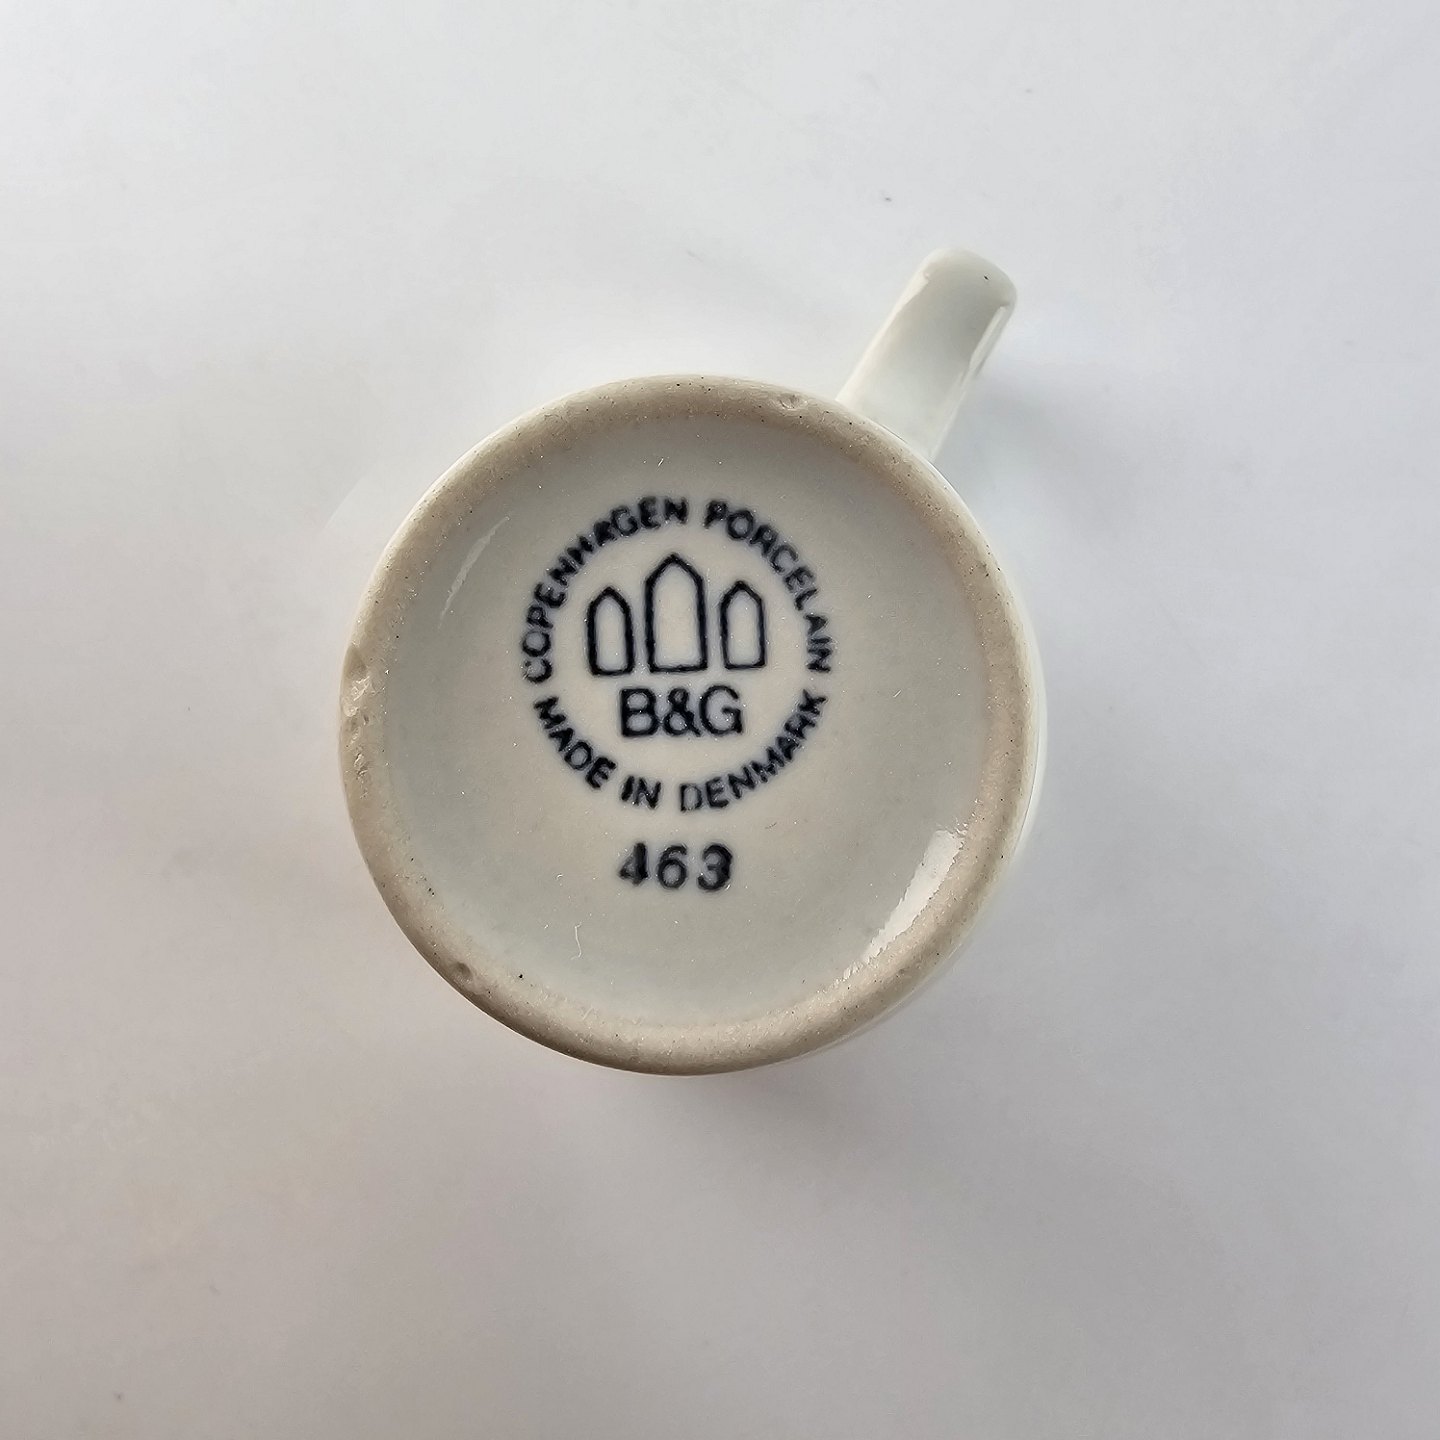 COPENHAGEN PORCELAIN
B&G
MADE IN DENMARK
463